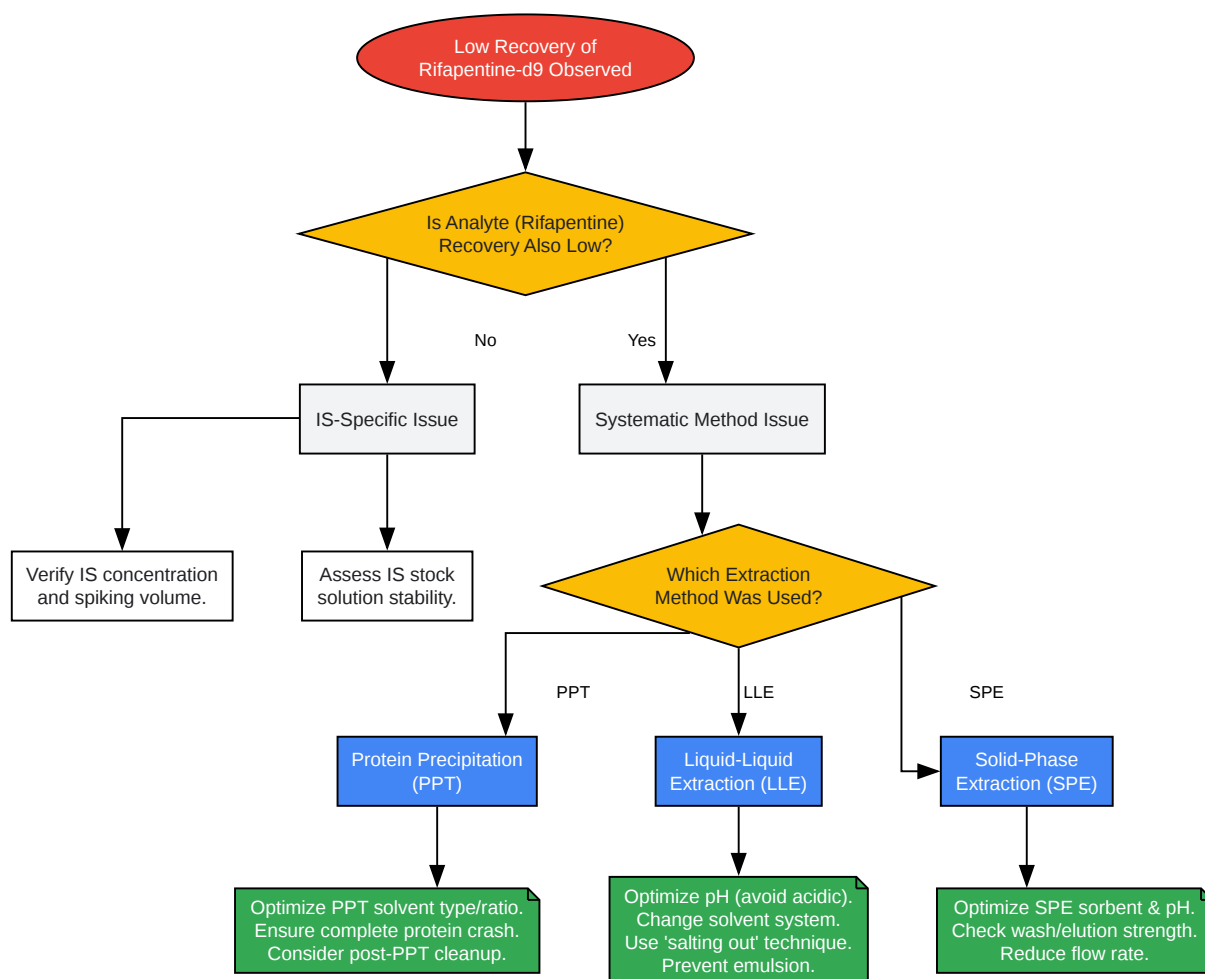 Low Recovery of
Rifapentine-d9 Observed
Is Analyte (Rifapentine)
Recovery Also Low?
No
Yes
IS-Specific Issue
Systematic Method Issue
Verify IS concentration
and spiking volume.
Assess IS stock
solution stability.
Which Extraction
Method Was Used?
PPT
LLE
SPE
Protein Precipitation
(PPT)
Liquid-Liquid
Extraction (LLE)
Solid-Phase
Extraction (SPE)
Optimize PPT solvent type/ratio.
Ensure complete protein crash.
Consider post-PPT cleanup.
Optimize pH (avoid acidic).
Change solvent system.
Use 'salting out' technique.
Prevent emulsion.
Optimize SPE sorbent & pH.
Check wash/elution strength.
Reduce flow rate.